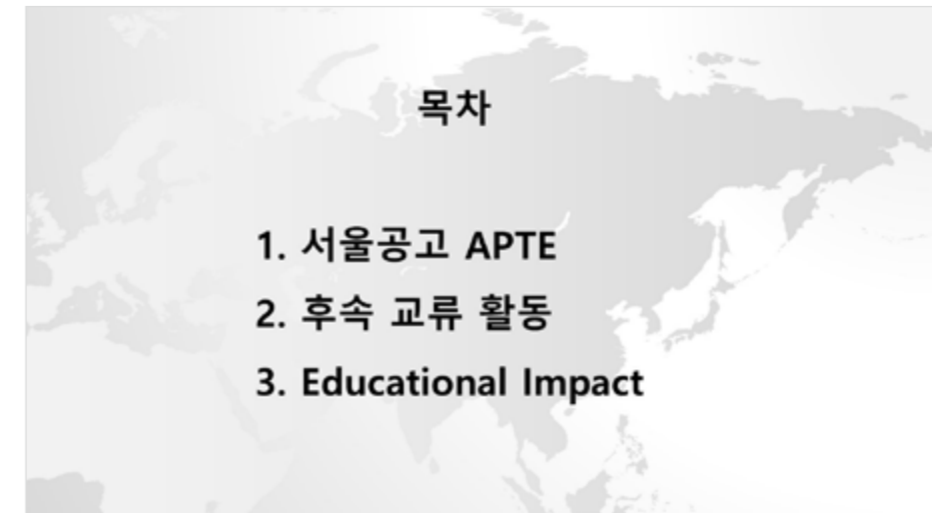 목차
1. 서울공고 APTE
2. 후속 교류 활동
3. Educational Impact